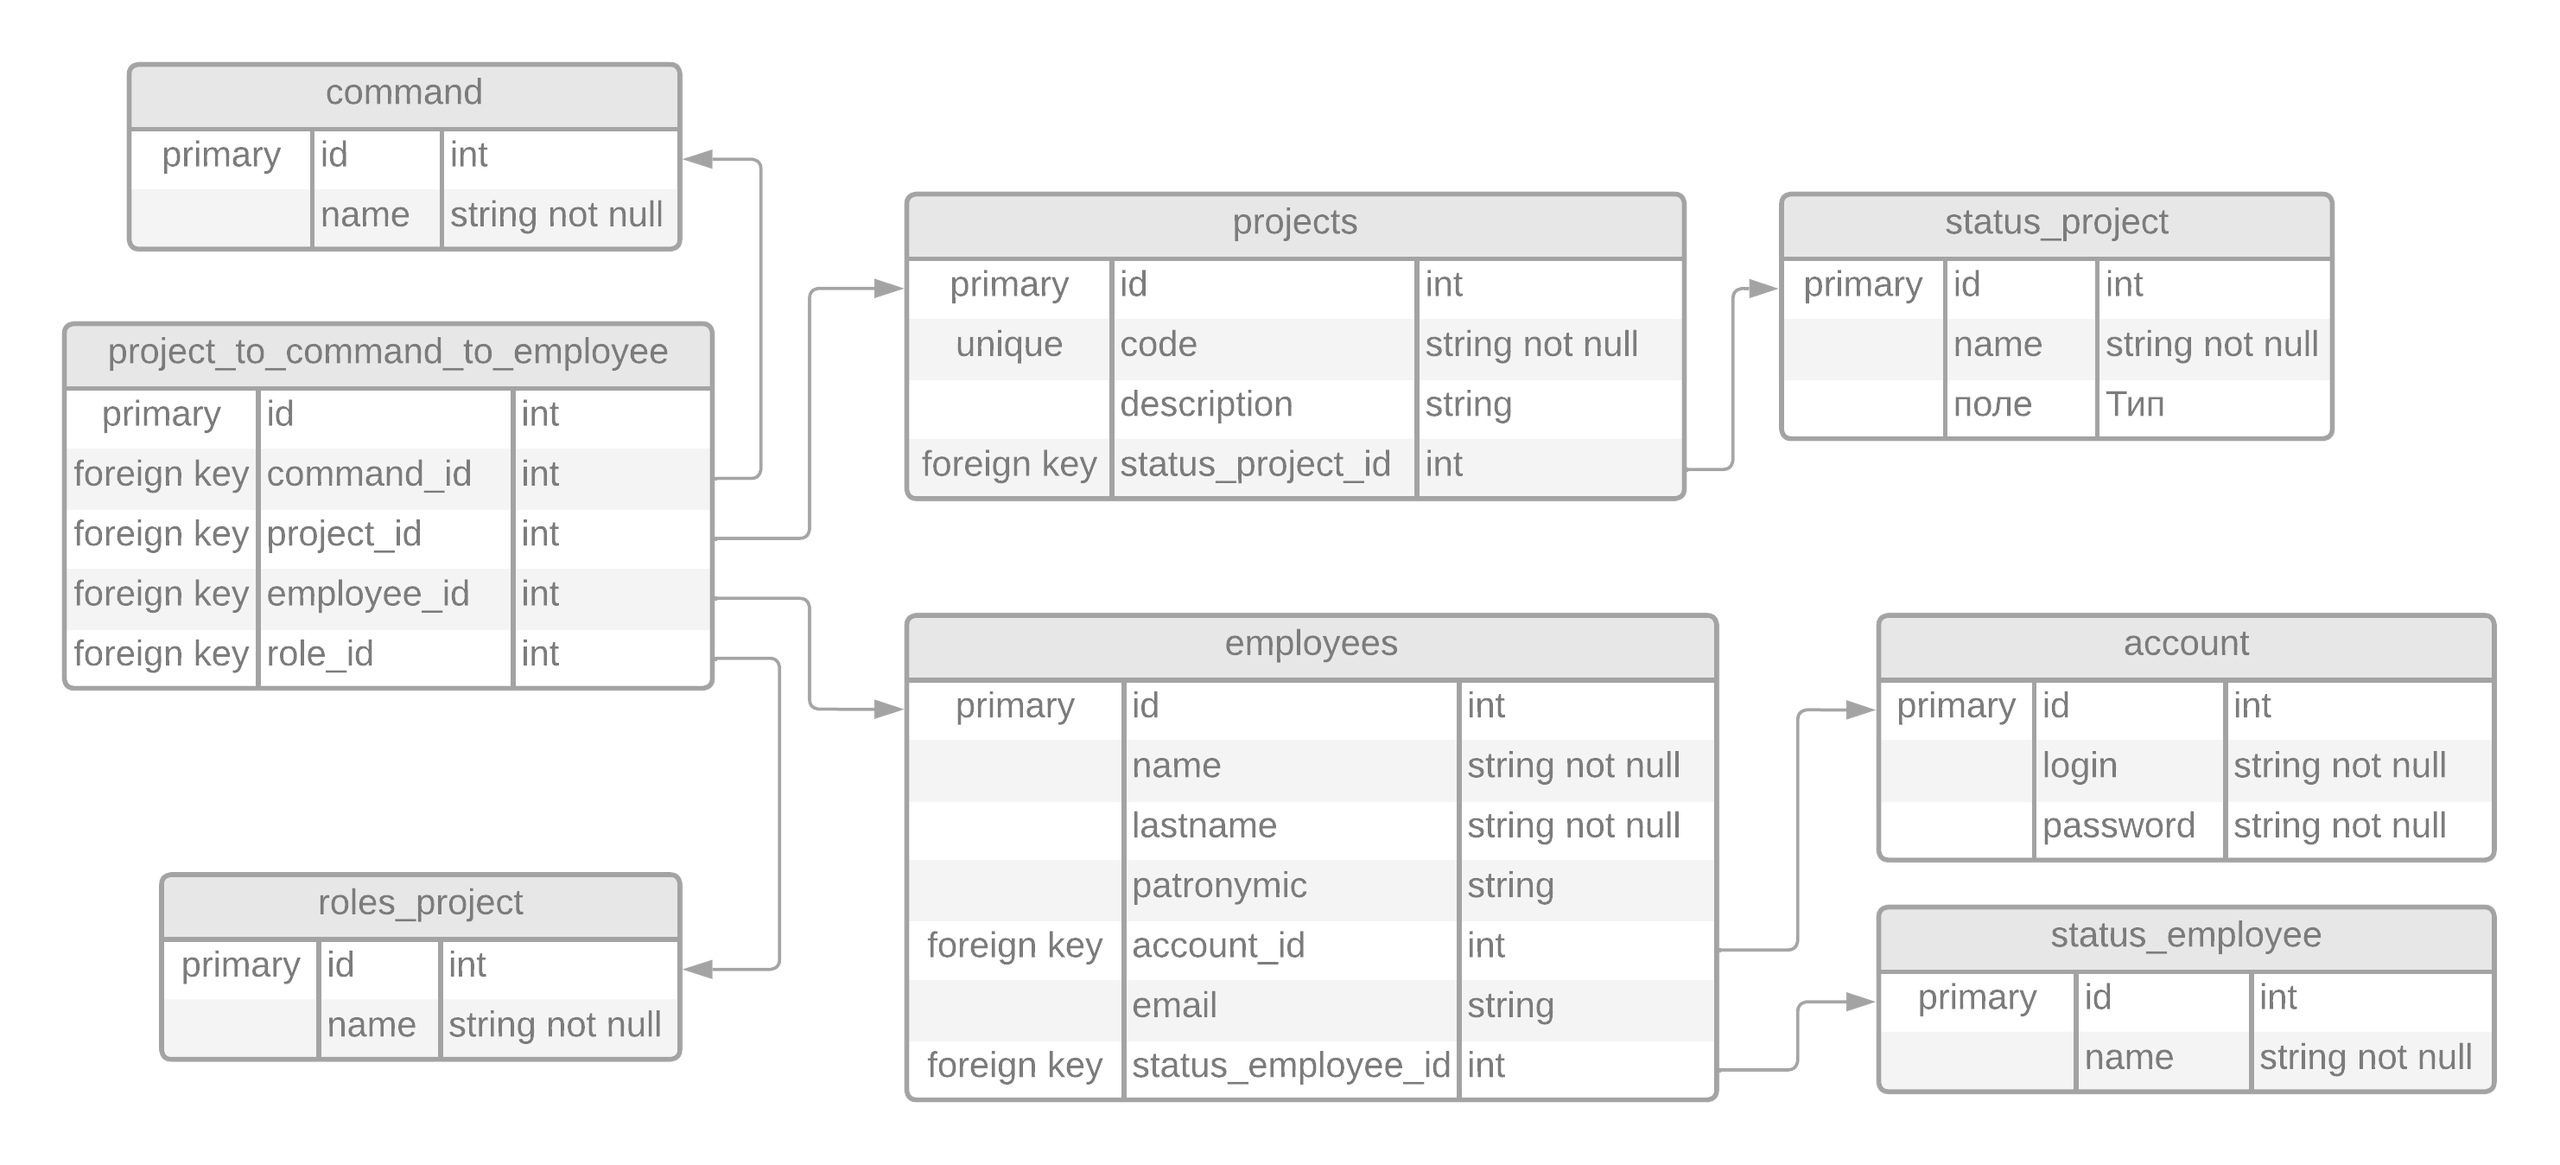 command
primary id int
name string not null
project_to_command_to_employee
primary id int
foreign key command_id int
foreign key project_id int
foreign key employee_id int
foreign key role_id int
roles_project
primary id int
name string not null
projects
primary id int
unique code string not null
description string
foreign key status_project_id int
status_project
primary id int
name string not null
поле Тип
employees
primary id int
name string not null
lastname string not null
patronymic string
foreign key account_id int
email string
foreign key status_employee_id int
account
primary id int
login string not null
password string not null
status_employee
primary id int
name string not null